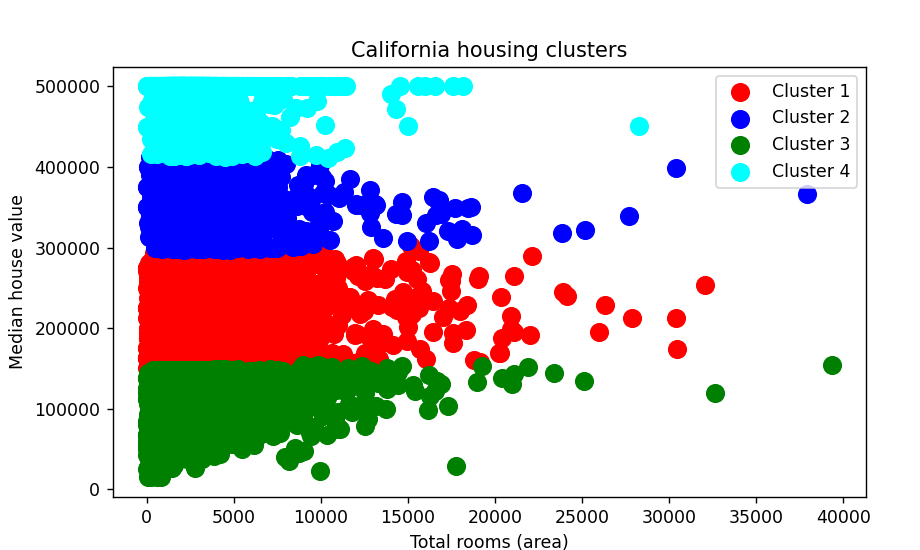 California housing clusters
Median house value
500000
400000
300000
200000
100000
0
Cluster 1
Cluster 2
Cluster 3
Cluster 4
0 5000 10000 15000 20000 25000 30000 35000 40000
Total rooms (area)